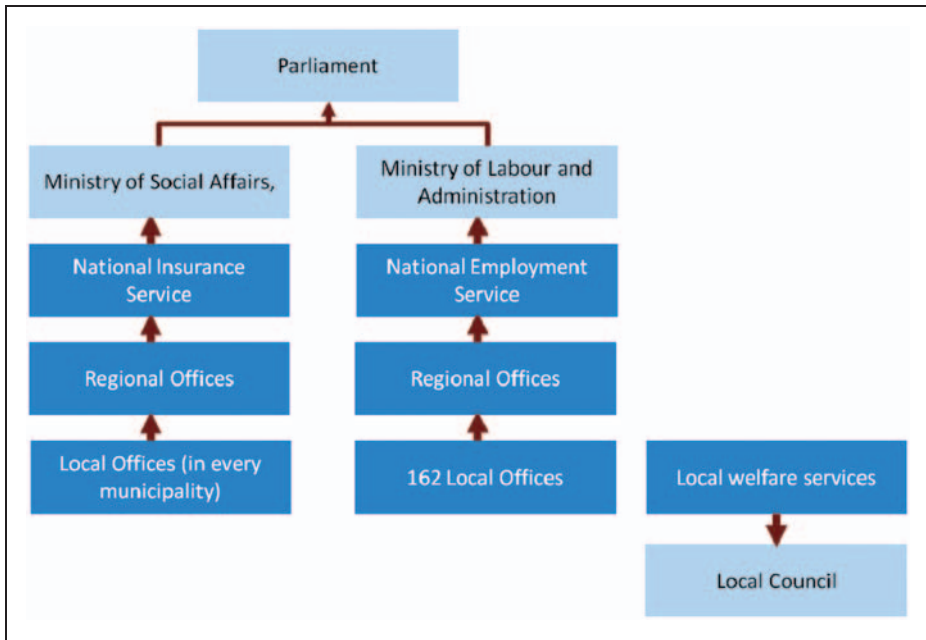 Parliament
Ministry of Social Affairs,
Ministry of Labour and
Administration
National Insurance
Service
National Employment
Service
Regional Offices
Regional Offices
Local Offices (in every
municipality)
162 Local Offices
Local welfare services
Local Council